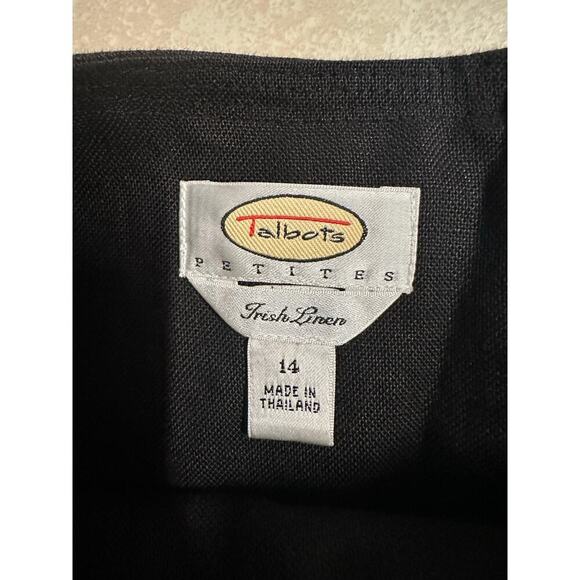 Talbots
PETITES
Irish Linen
14
MADE IN
THAILAND